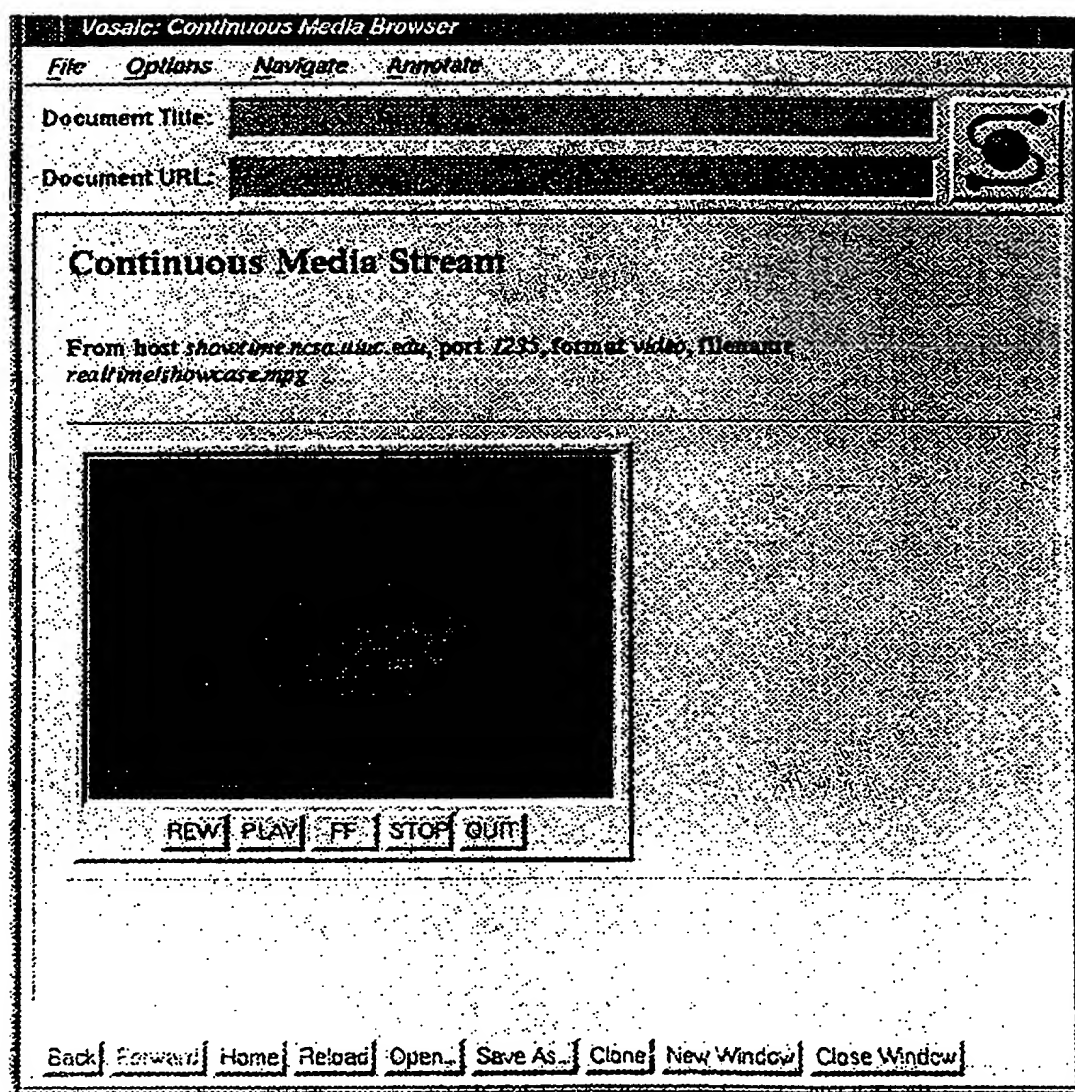 Vosaic: Continuous Media Browser
File Options Navigate Annotate
Document Title:
Document URL:
Continuous Media Stream
From host showtime.ncsa.uiuc.edu, port 1235, format video, filename
realtime/showcase.mpg
REW PLAY FF STOP QUIT
Back Forward Home Reload Open... Save As... Clone New Window Close Window